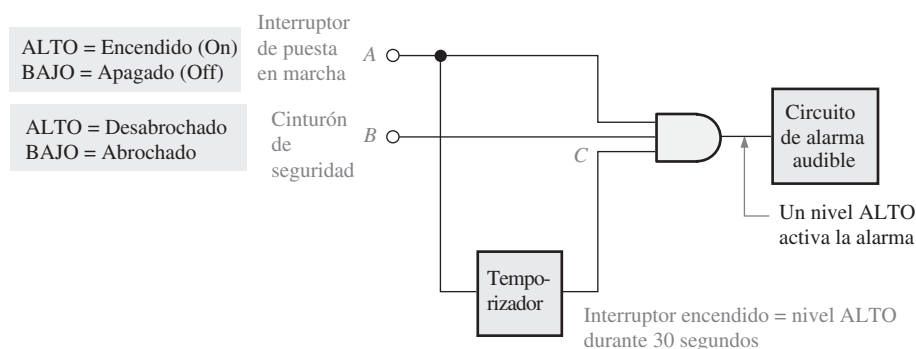 ALTO = Encendido (On)
BAJO = Apagado (Off)
Interruptor
de puesta
en marcha
A
ALTO = Desabrochado
BAJO = Abrochado
Cinturón
de
seguridad
B
C
Circuito
de alarma
audible
Un nivel ALTO
activa la alarma
Tempo-
rizador
Interruptor encendido = nivel ALTO
durante 30 segundos